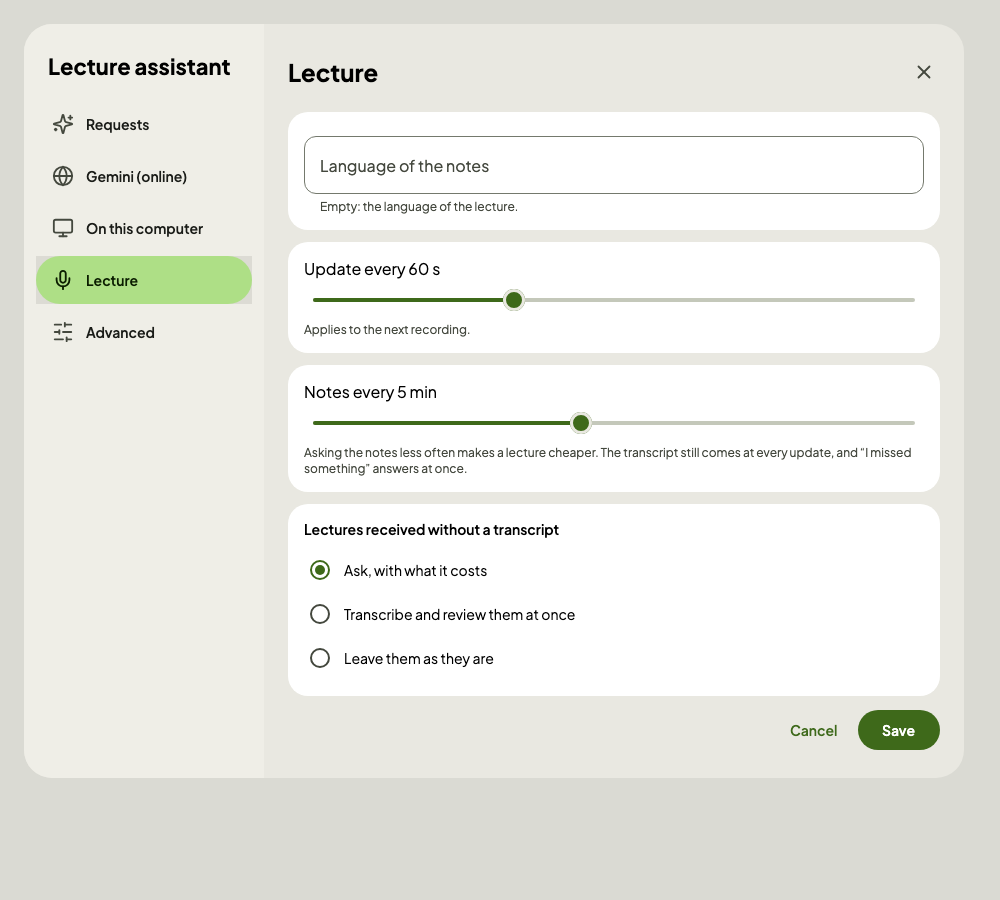 Lecture assistant
Requests
Gemini (online)
On this computer
Lecture
Advanced
Lecture
Language of the notes
Empty: the language of the lecture.
Update every 60 s
Applies to the next recording.
Notes every 5 min
Asking the notes less often makes a lecture cheaper. The transcript still comes at every update, and “I missed
something” answers at once.
Lectures received without a transcript
Ask, with what it costs
Transcribe and review them at once
Leave them as they are
Cancel
Save